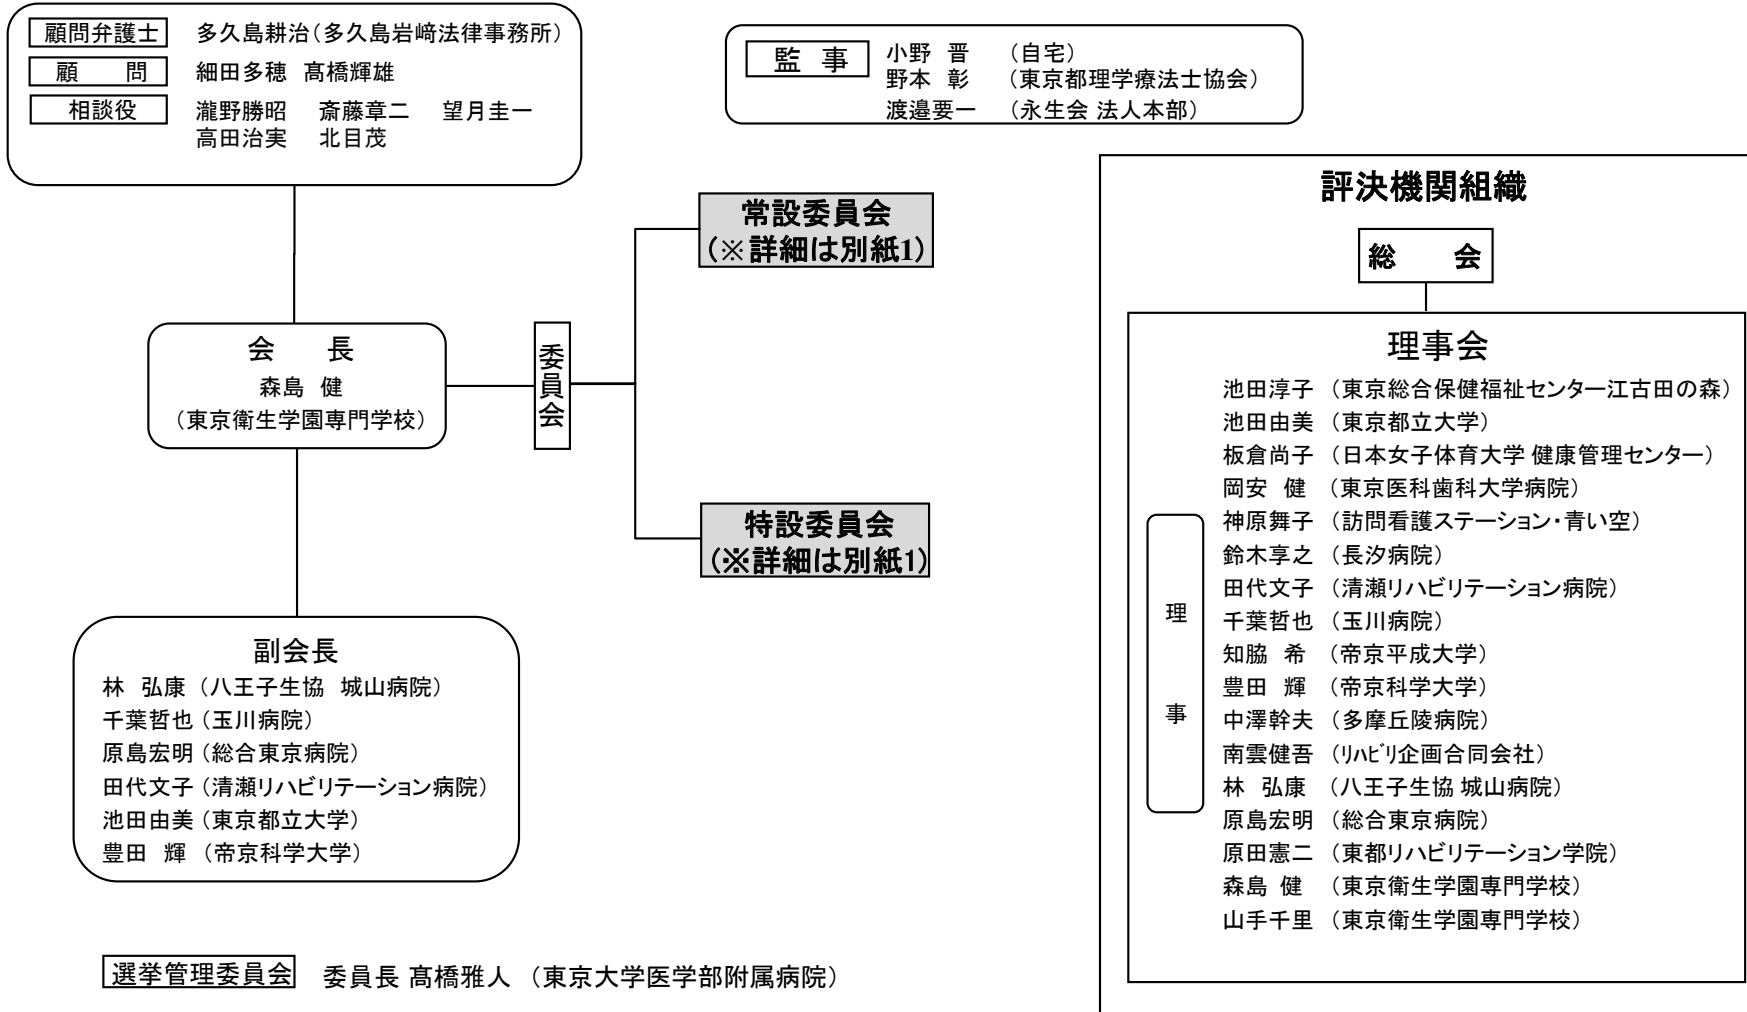 顧問弁護士 多久島耕治(多久島岩﨑法律事務所)
顧　問 細田多穂 髙橋輝雄
相談役 瀧野勝昭 斎藤章二 望月圭一
高田治実 北目茂
監 事 小野 晋 (自宅)
野本 彰 (東京都理学療法士協会)
渡邉要一 (永生会 法人本部)
常設委員会
(※詳細は別紙1)
会　長
森島 健
(東京衛生学園専門学校)
委員会
特設委員会
(※詳細は別紙1)
副会長
林 弘康 (八王子生協 城山病院)
千葉哲也 (玉川病院)
原島宏明 (総合東京病院)
田代文子 (清瀬リハビリテーション病院)
池田由美 (東京都立大学)
豊田 輝 (帝京科学大学)
選挙管理委員会 委員長 髙橋雅人 (東京大学医学部附属病院)
評決機関組織
総　会
理事会
理事
池田淳子 (東京総合保健福祉センター江古田の森)
池田由美 (東京都立大学)
板倉尚子 (日本女子体育大学 健康管理センター)
岡安 健 (東京医科歯科大学病院)
神原舞子 (訪問看護ステーション・青い空)
鈴木享之 (長汐病院)
田代文子 (清瀬リハビリテーション病院)
千葉哲也 (玉川病院)
知脇 希 (帝京平成大学)
豊田 輝 (帝京科学大学)
中澤幹夫 (多摩丘陵病院)
南雲健吾 (ﾘﾊﾋﾞﾘ企画合同会社)
林 弘康 (八王子生協 城山病院)
原島宏明 (総合東京病院)
原田憲二 (東都リハビリテーション学院)
森島 健 (東京衛生学園専門学校)
山手千里 (東京衛生学園専門学校)